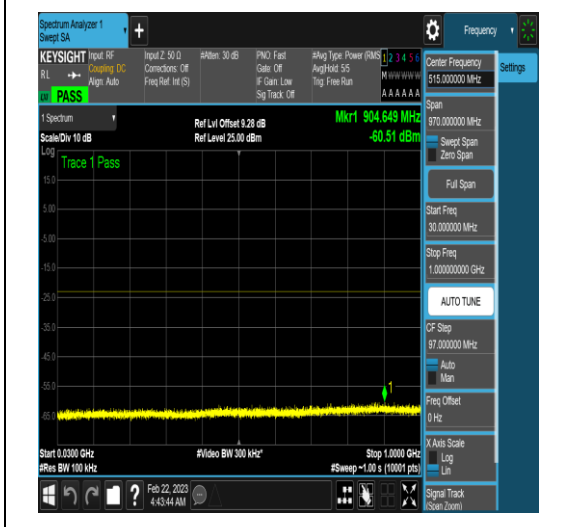 Spectrum Analyzer 1
Swept SA
+
Frequency
KEYSIGHT
RL
Input: RF
Coupling: DC
Align: Auto
Input Z: 50 Ω
Corrections: Off
Freq Ref: Int (S)
#Atten: 30 dB
PNO: Fast
Gate: Off
IF Gain: Low
Sig Track: Off
#Avg Type: Power (RMS
Avg|Hold: 5/5
Trig: Free Run
1 2 3 4 5 6
M W W W W W
A A A A A A
PASS
1 Spectrum
Scale/Div 10 dB
Ref Lvl Offset 9.28 dB
Ref Level 25.00 dBm
Mkr1 904.649 MHz
-60.51 dBm
Log
Trace 1 Pass
15.0
5.00
-5.00
-15.0
-25.0
-35.0
-45.0
-55.0
-65.0
1
Start 0.0300 GHz
#Res BW 100 kHz
#Video BW 300 kHz*
Stop 1.0000 GHz
#Sweep ~1.00 s (10001 pts)
?
Feb 22, 2023
4:43:44 AM
Center Frequency
515.000000 MHz
Settings
Span
970.000000 MHz
Swept Span
Zero Span
Full Span
Start Freq
30.000000 MHz
Stop Freq
1.000000000 GHz
AUTO TUNE
CF Step
97.000000 MHz
Auto
Man
Freq Offset
0 Hz
X Axis Scale
Log
Lin
Signal Track
(Span Zoom)